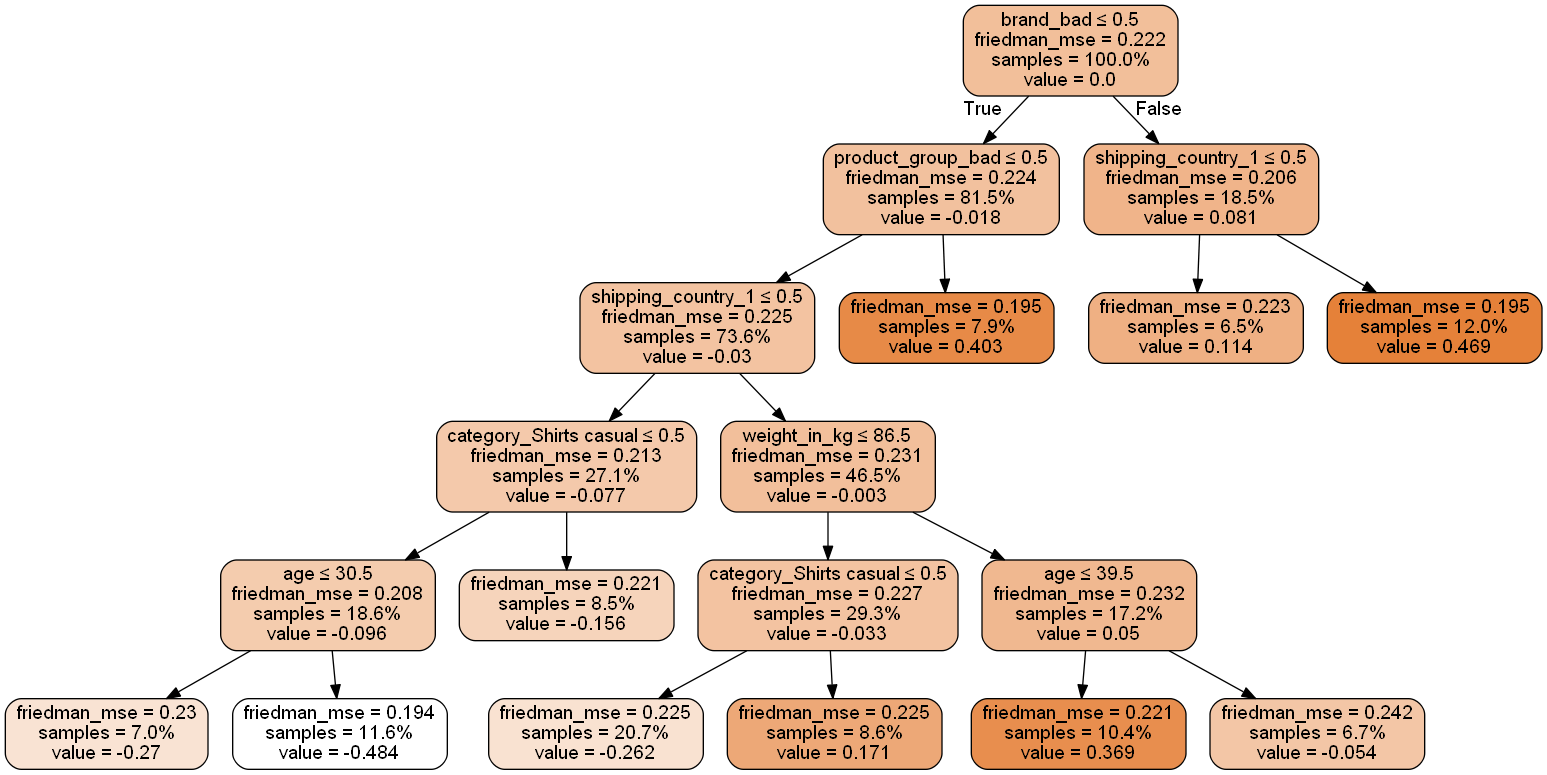 brand_bad ≤ 0.5
friedman_mse = 0.222
samples = 100.0%
value = 0.0
True
False
product_group_bad ≤ 0.5
friedman_mse = 0.224
samples = 81.5%
value = -0.018
shipping_country_1 ≤ 0.5
friedman_mse = 0.206
samples = 18.5%
value = 0.081
shipping_country_1 ≤ 0.5
friedman_mse = 0.225
samples = 73.6%
value = -0.03
friedman_mse = 0.195
samples = 7.9%
value = 0.403
friedman_mse = 0.223
samples = 6.5%
value = 0.114
friedman_mse = 0.195
samples = 12.0%
value = 0.469
category_Shirts casual ≤ 0.5
friedman_mse = 0.213
samples = 27.1%
value = -0.077
weight_in_kg ≤ 86.5
friedman_mse = 0.231
samples = 46.5%
value = -0.003
age ≤ 30.5
friedman_mse = 0.208
samples = 18.6%
value = -0.096
friedman_mse = 0.221
samples = 8.5%
value = -0.156
category_Shirts casual ≤ 0.5
friedman_mse = 0.227
samples = 29.3%
value = -0.033
age ≤ 39.5
friedman_mse = 0.232
samples = 17.2%
value = 0.05
friedman_mse = 0.23
samples = 7.0%
value = -0.27
friedman_mse = 0.194
samples = 11.6%
value = -0.484
friedman_mse = 0.225
samples = 20.7%
value = -0.262
friedman_mse = 0.225
samples = 8.6%
value = 0.171
friedman_mse = 0.221
samples = 10.4%
value = 0.369
friedman_mse = 0.242
samples = 6.7%
value = -0.054